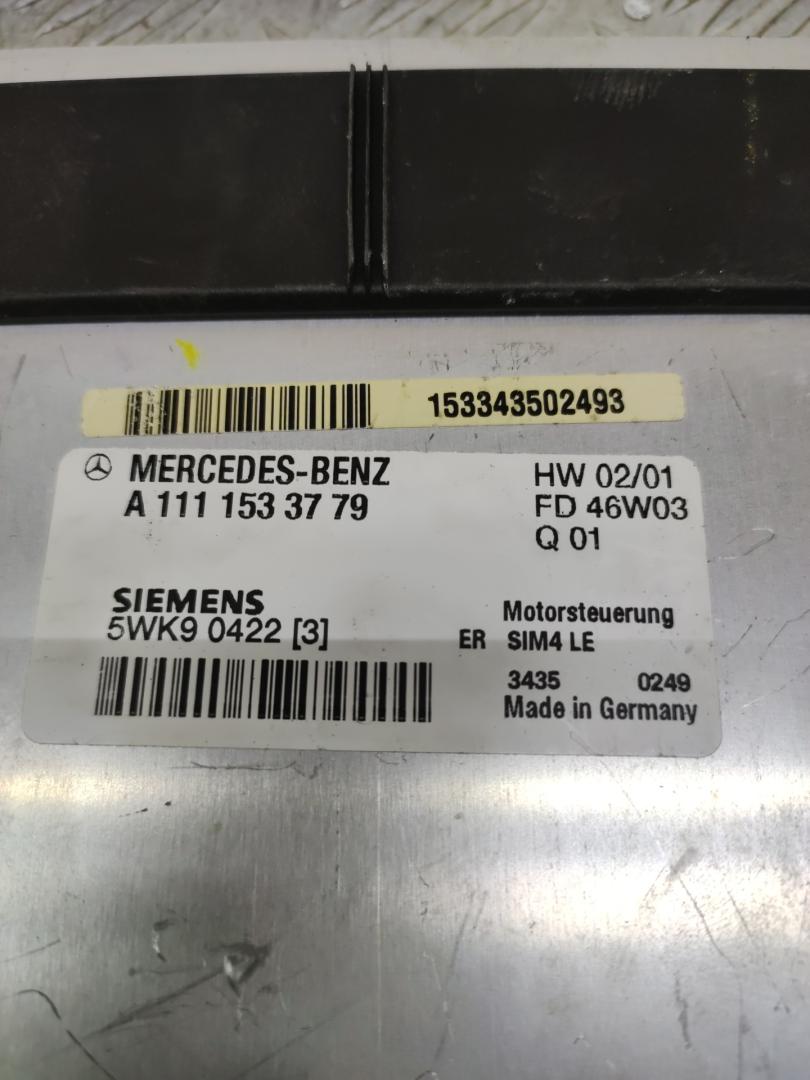 153343502493
MERCEDES-BENZ
A 111 153 37 79
HW 02/01
FD 46W03
Q 01
SIEMENS
5WK9 0422 [3]
Motorsteuerung
ER SIM4 LE
3435 0249
Made in Germany